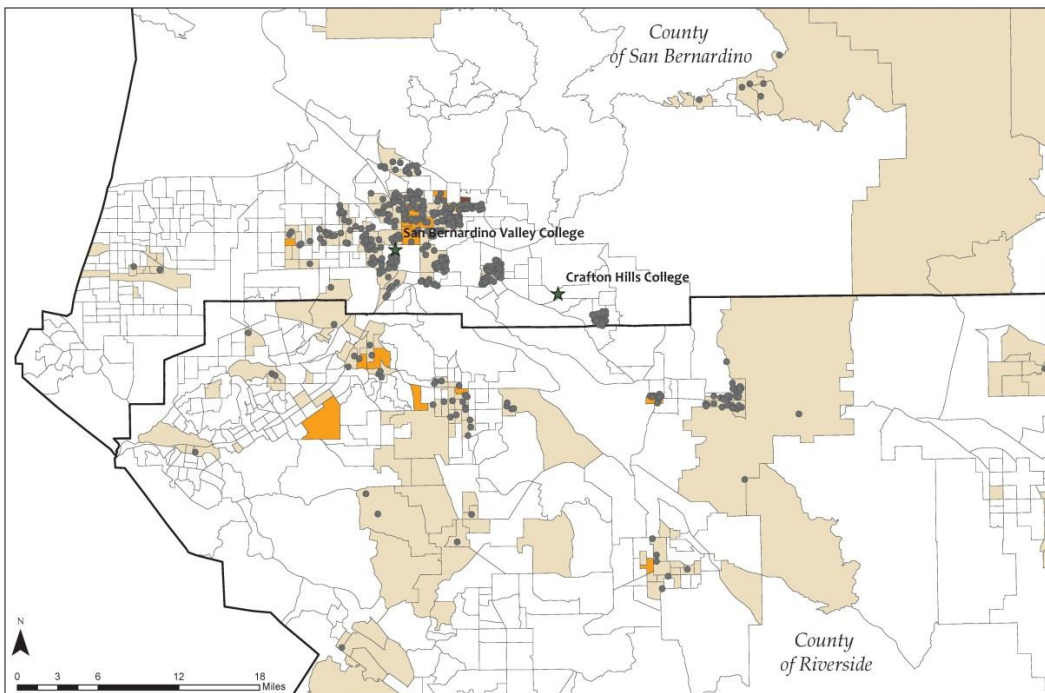 County
of San Bernardino
San Bernardino Valley College
Crafton Hills College
County
of Riverside
N
0 3 6 12 18
Miles